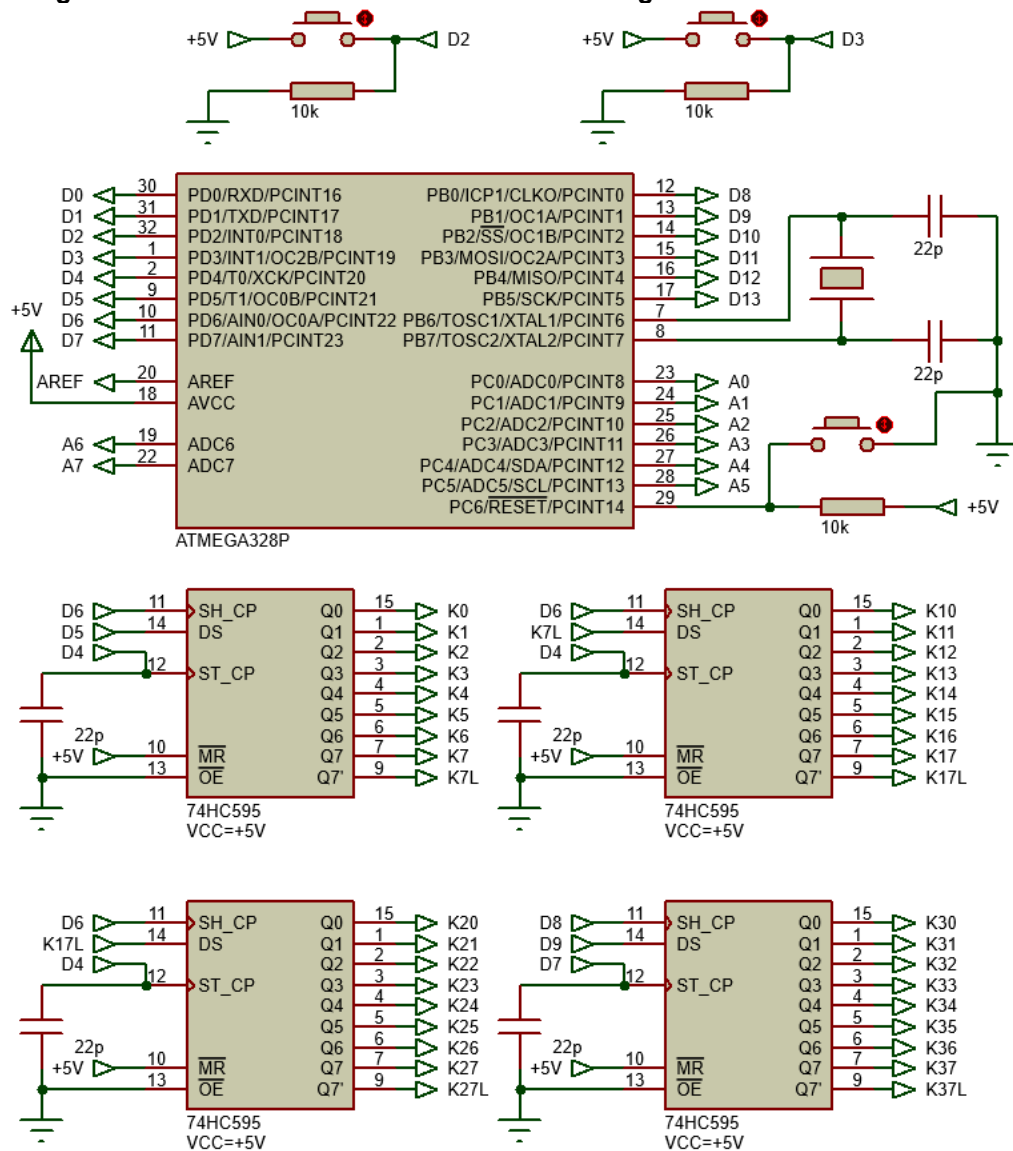 +5V D2 +5V D3
10k 10k
D0 30 PD0/RXD/PCINT16 PB0/ICP1/CLKO/PCINT0 12 D8
D1 31 PD1/TXD/PCINT17 PB1/OC1A/PCINT1 13 D9
D2 32 PD2/INT0/PCINT18 PB2/SS/OC1B/PCINT2 14 D10
D3 1 PD3/INT1/OC2B/PCINT19 PB3/MOSI/OC2A/PCINT3 15 D11
22p
D4 2 PD4/T0/XCK/PCINT20 PB4/MISO/PCINT4 16 D12
D5 9 PD5/T1/OC0B/PCINT21 PB5/SCK/PCINT5 17 D13
+5V
D6 10 PD6/AIN0/OC0A/PCINT22 PB6/TOSC1/XTAL1/PCINT6 7
D7 11 PD7/AIN1/PCINT23 PB7/TOSC2/XTAL2/PCINT7 8
22p
AREF 20 AREF PC0/ADC0/PCINT8 23 A0
18 AVCC PC1/ADC1/PCINT9 24 A1
PC2/ADC2/PCINT10 25 A2
A6 19 ADC6 PC3/ADC3/PCINT11 26 A3
A7 22 ADC7 PC4/ADC4/SDA/PCINT12 27 A4
PC5/ADC5/SCL/PCINT13 28 A5
PC6/RESET/PCINT14 29 +5V
10k
ATMEGA328P
D6 11 SH_CP Q0 15 K0 D6 11 SH_CP Q0 15 K10
D5 14 DS Q1 1 K1 K7L 14 DS Q1 1 K11
D4 Q2 2 K2 D4 Q2 2 K12
12 ST_CP Q3 3 K3 12 ST_CP Q3 3 K13
Q4 4 K4 Q4 4 K14
Q5 5 K5 Q5 5 K15
22p Q6 6 K6 22p Q6 6 K16
+5V 10 MR Q7 7 K7 +5V 10 MR Q7 7 K17
13 OE Q7' 9 K7L 13 OE Q7' 9 K17L
74HC595 74HC595
VCC=+5V VCC=+5V
D6 11 SH_CP Q0 15 K20 D8 11 SH_CP Q0 15 K30
K17L 14 DS Q1 1 K21 D9 14 DS Q1 1 K31
D4 Q2 2 K22 D7 Q2 2 K32
12 ST_CP Q3 3 K23 12 ST_CP Q3 3 K33
Q4 4 K24 Q4 4 K34
Q5 5 K25 Q5 5 K35
22p Q6 6 K26 22p Q6 6 K36
+5V 10 MR Q7 7 K27 +5V 10 MR Q7 7 K37
13 OE Q7' 9 K27L 13 OE Q7' 9 K37L
74HC595 74HC595
VCC=+5V VCC=+5V